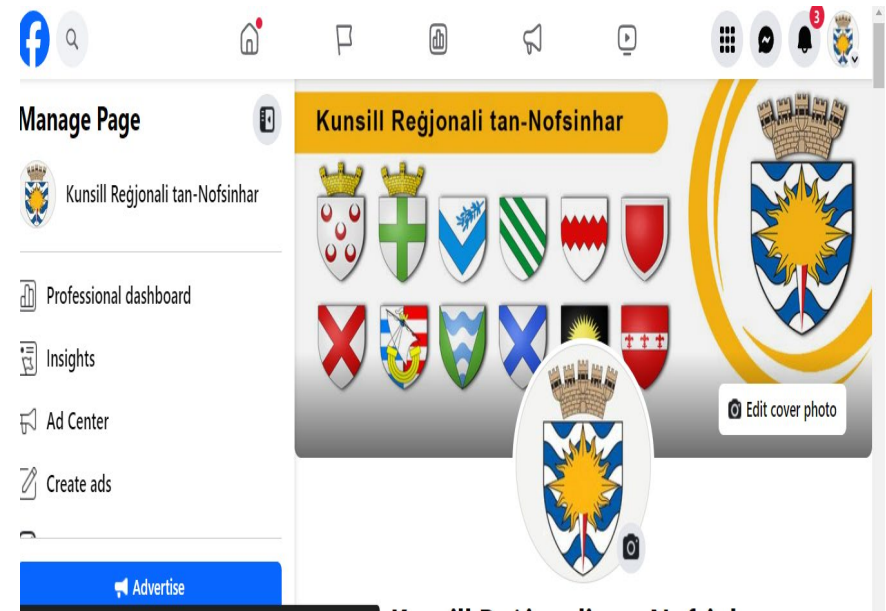 3
Manage Page
Kunsill Reġjonali tan-Nofsinhar
Professional dashboard
Insights
Ad Center
Create ads
Advertise
Kunsill Reġjonali tan-Nofsinhar
Edit cover photo